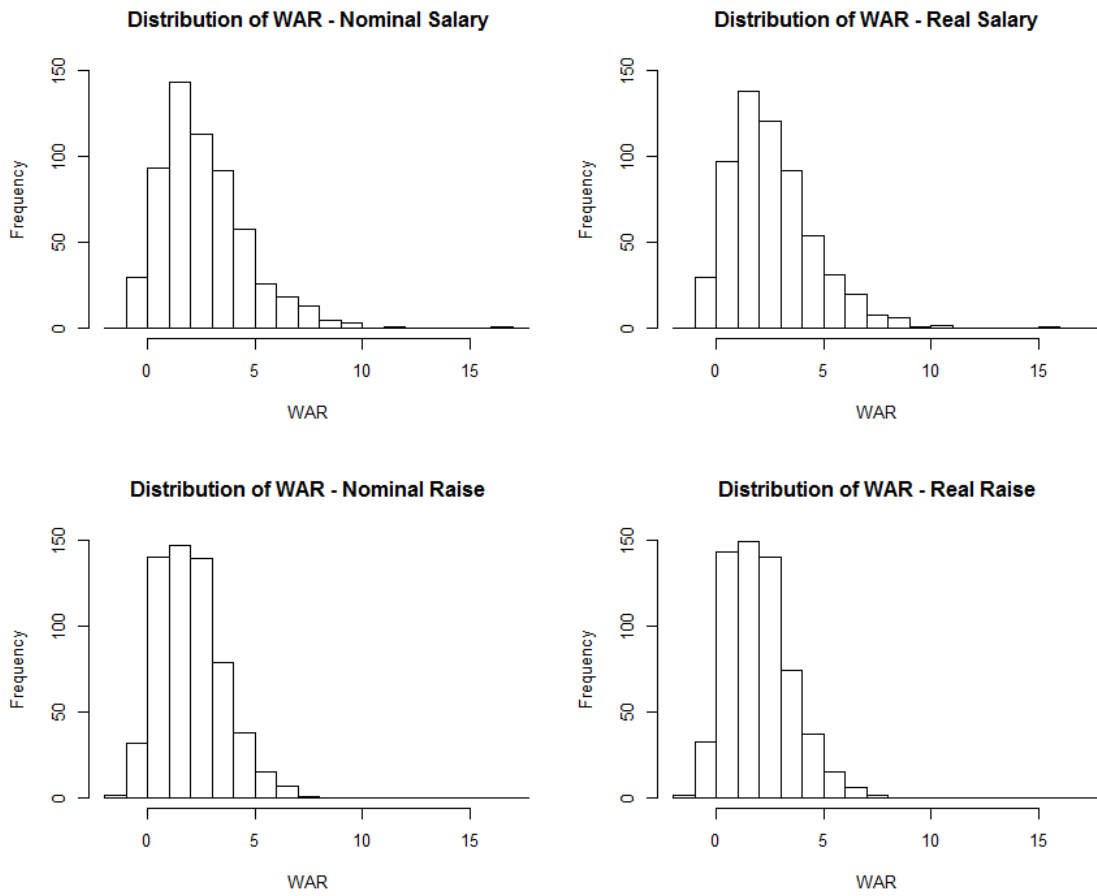 Distribution of WAR - Nominal Salary
Frequency
150
100
50
0
0 5 10 15
WAR
Distribution of WAR - Real Salary
Frequency
150
100
50
0
0 5 10 15
WAR
Distribution of WAR - Nominal Raise
Frequency
150
100
50
0
0 5 10 15
WAR
Distribution of WAR - Real Raise
Frequency
150
100
50
0
0 5 10 15
WAR